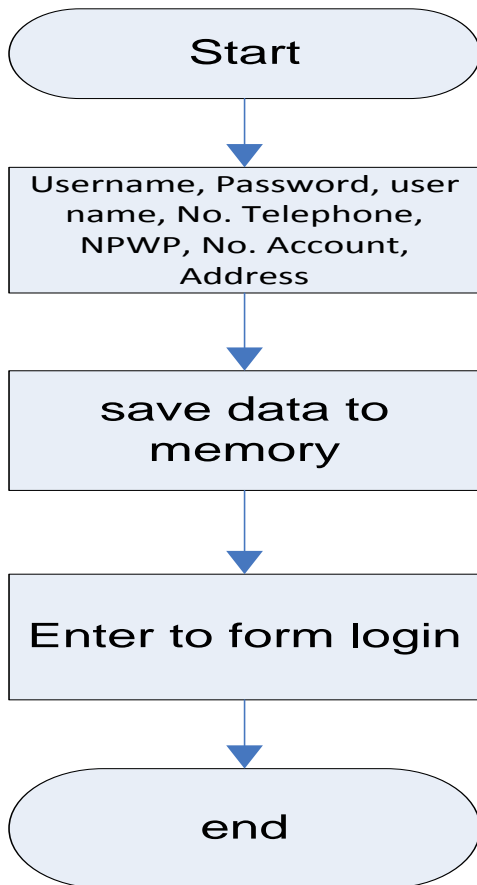 Start
Username, Password, user
name, No. Telephone,
NPWP, No. Account,
Address
save data to
memory
Enter to form login
end